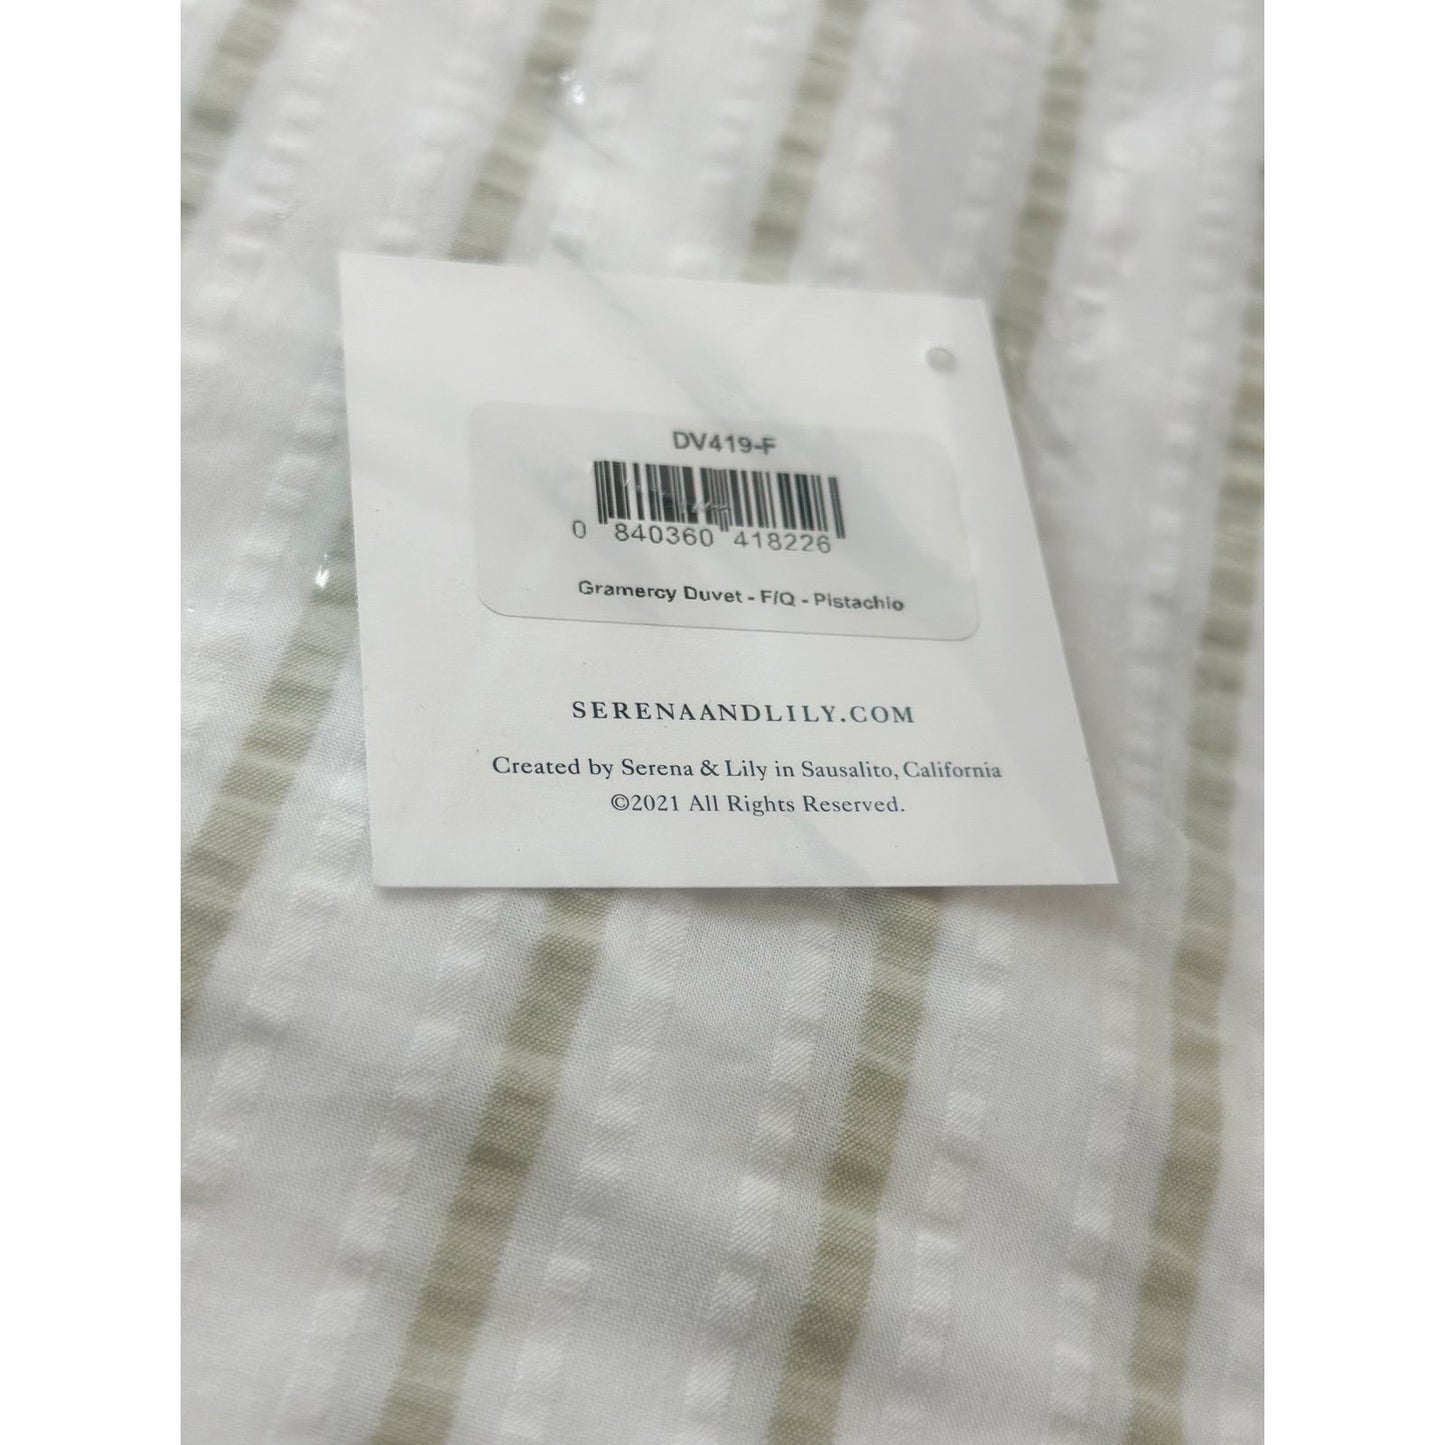 DV419-F
0 840360 418226
Gramercy Duvet - F/Q - Pistachio
SERENAANDLILY.COM
Created by Serena & Lily in Sausalito, California
©2021 All Rights Reserved.